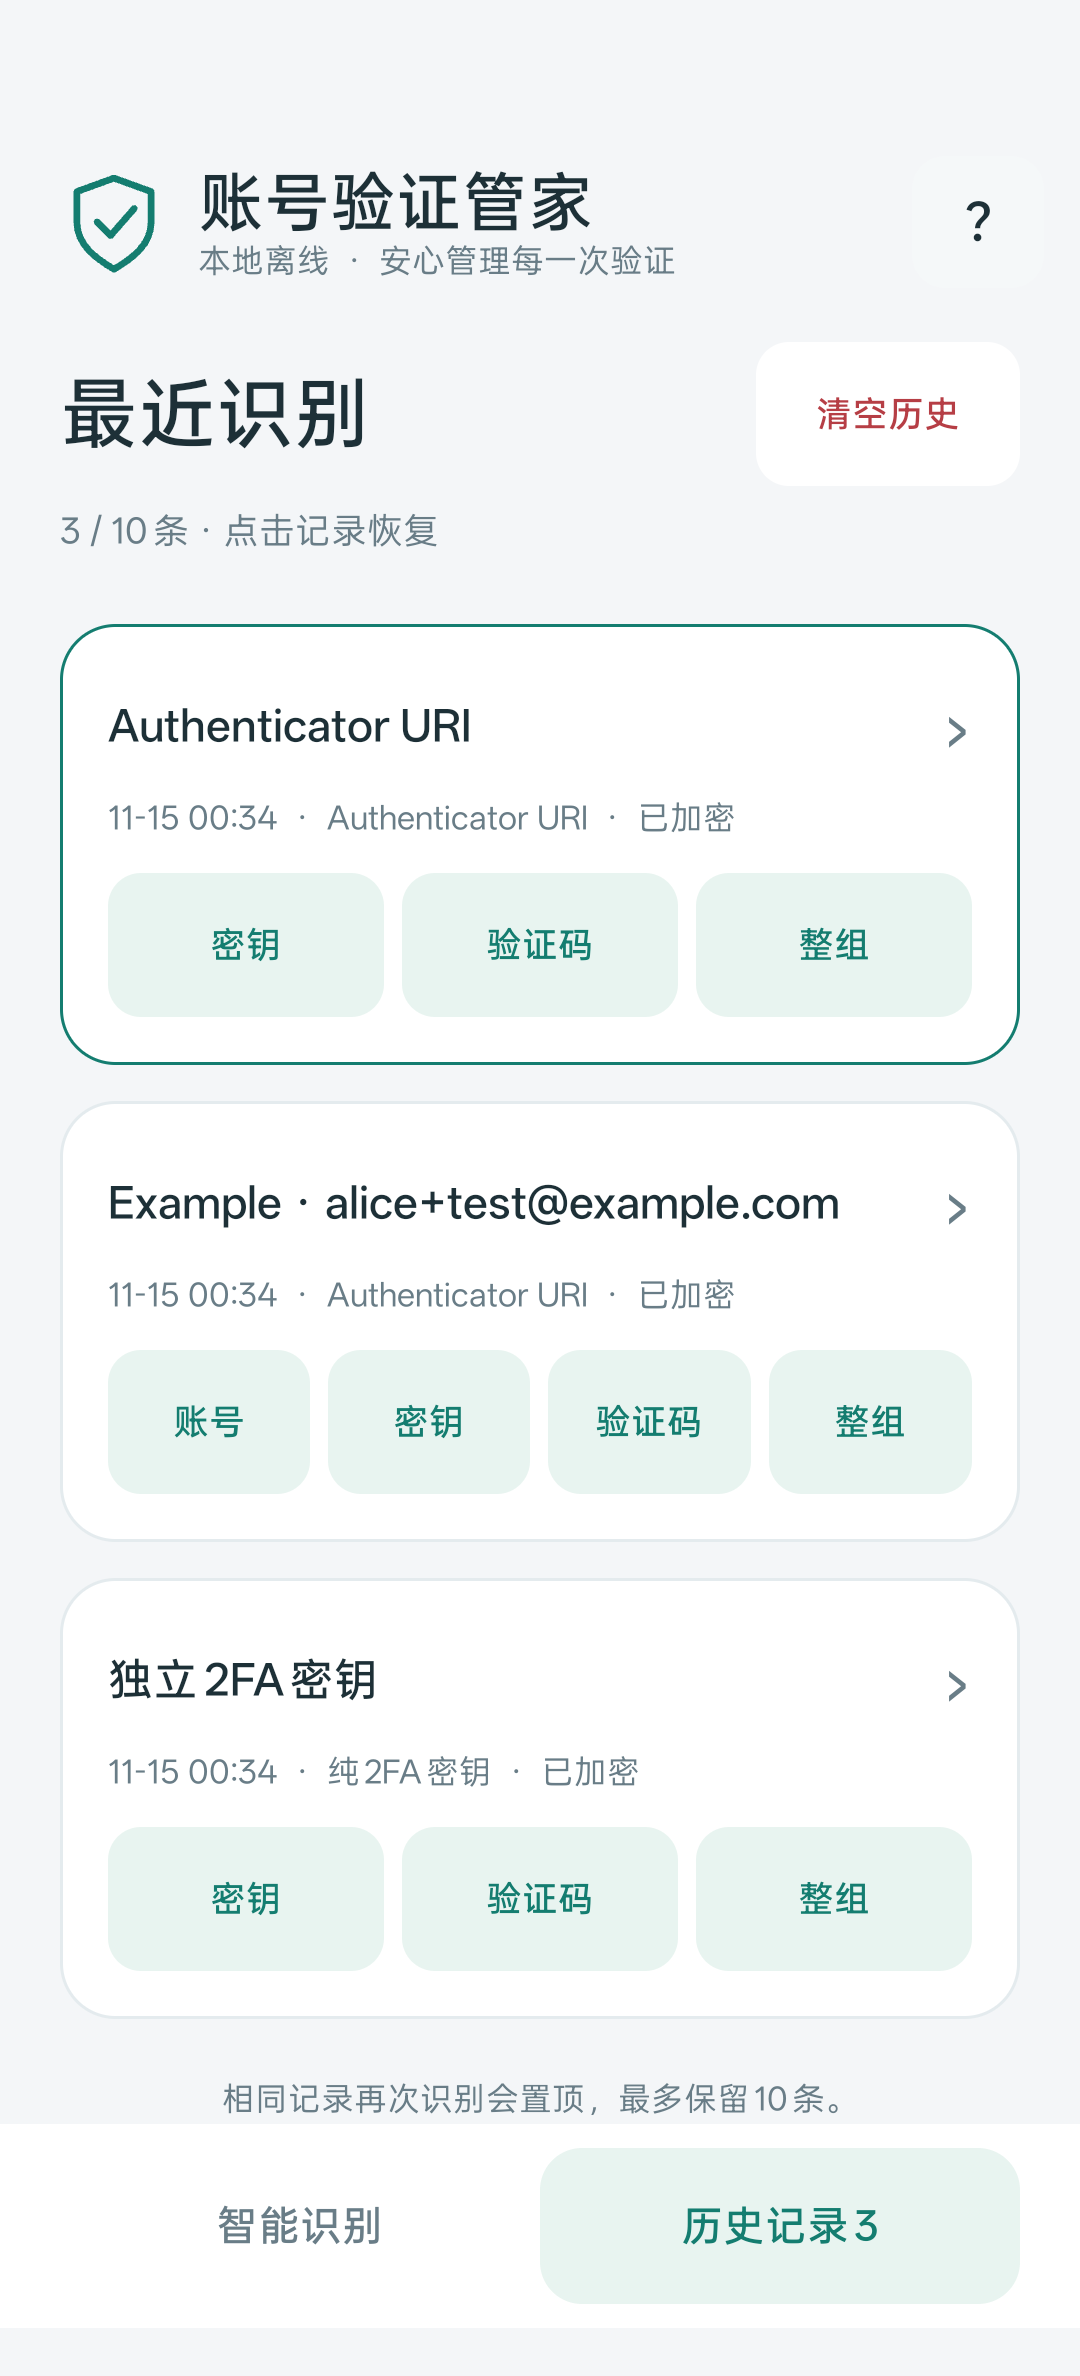 账号验证管家
本地离线 · 安心管理每一次验证
?
最近识别
清空历史
3 / 10 条 · 点击记录恢复
Authenticator URI
11-15 00:34 · Authenticator URI · 已加密
密钥 验证码 整组
Example · alice+test@example.com
11-15 00:34 · Authenticator URI · 已加密
账号 密钥 验证码 整组
独立 2FA 密钥
11-15 00:34 · 纯 2FA 密钥 · 已加密
密钥 验证码 整组
相同记录再次识别会置顶，最多保留 10 条。
智能识别 历史记录 3